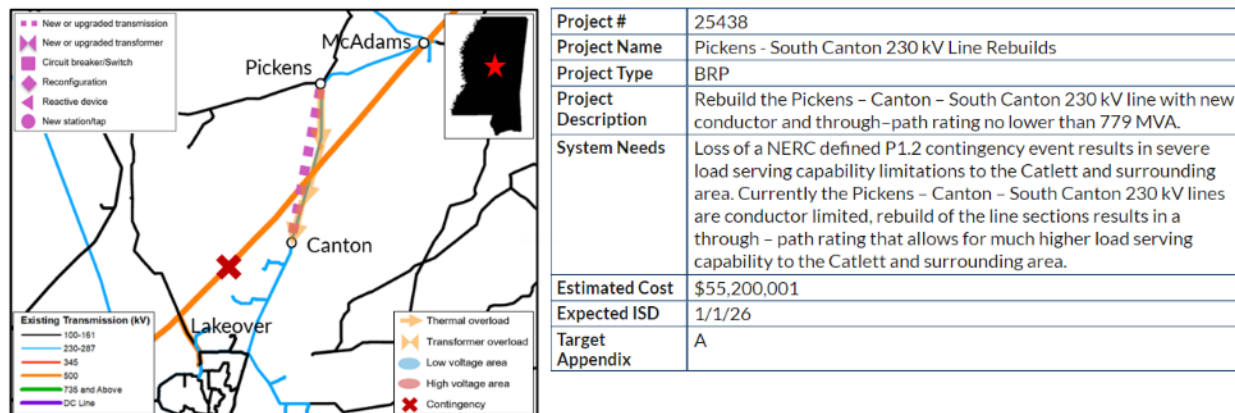 New or upgraded transmission
New or upgraded transformer
Circuit breaker/Switch
Reconfiguration
Reactive device
New station/tap
McAdams
Pickens
Canton
Lakeover
Existing Transmission (kV)
100-161
230-287
345
500
735 and Above
DC Line
Thermal overload
Transformer overload
Low voltage area
High voltage area
Contingency
Project # 25438
Project Name Pickens - South Canton 230 kV Line Rebuilds
Project Type BRP
Project Description Rebuild the Pickens – Canton – South Canton 230 kV line with new
conductor and through–path rating no lower than 779 MVA.
System Needs Loss of a NERC defined P1.2 contingency event results in severe
load serving capability limitations to the Catlett and surrounding
area. Currently the Pickens – Canton – South Canton 230 kV lines
are conductor limited, rebuild of the line sections results in a
through – path rating that allows for much higher load serving
capability to the Catlett and surrounding area.
Estimated Cost $55,200,001
Expected ISD 1/1/26
Target Appendix A